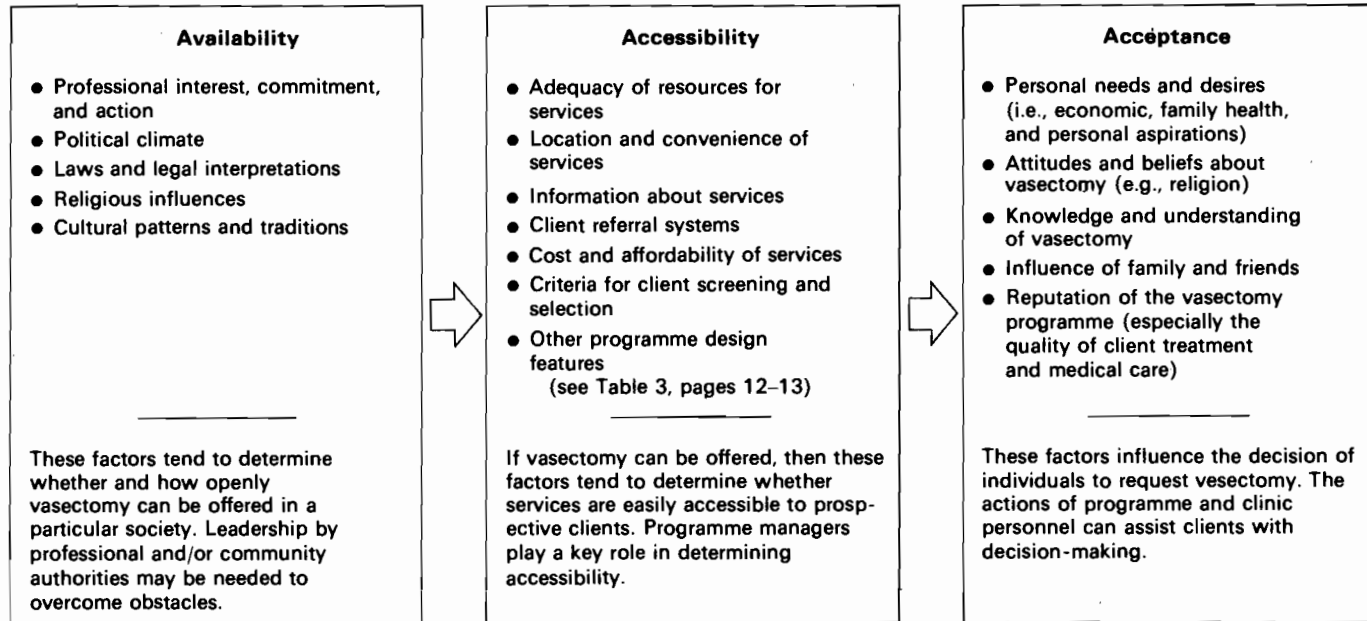 Availability
● Professional interest, commitment,
and action
● Political climate
● Laws and legal interpretations
● Religious influences
● Cultural patterns and traditions
These factors tend to determine
whether and how openly
vasectomy can be offered in a
particular society. Leadership by
professional and/or community
authorities may be needed to
overcome obstacles.
Accessibility
● Adequacy of resources for
services
● Location and convenience of
services
● Information about services
● Client referral systems
● Cost and affordability of services
● Criteria for client screening and
selection
● Other programme design
features
(see Table 3, pages 12–13)
If vasectomy can be offered, then these
factors tend to determine whether
services are easily accessible to prosp-
ective clients. Programme managers
play a key role in determining
accessibility.
Acceptance
● Personal needs and desires
(i.e., economic, family health,
and personal aspirations)
● Attitudes and beliefs about
vasectomy (e.g., religion)
● Knowledge and understanding
of vasectomy
● Influence of family and friends
● Reputation of the vasectomy
programme (especially the
quality of client treatment
and medical care)
These factors influence the decision of
individuals to request vesectomy. The
actions of programme and clinic
personnel can assist clients with
decision-making.